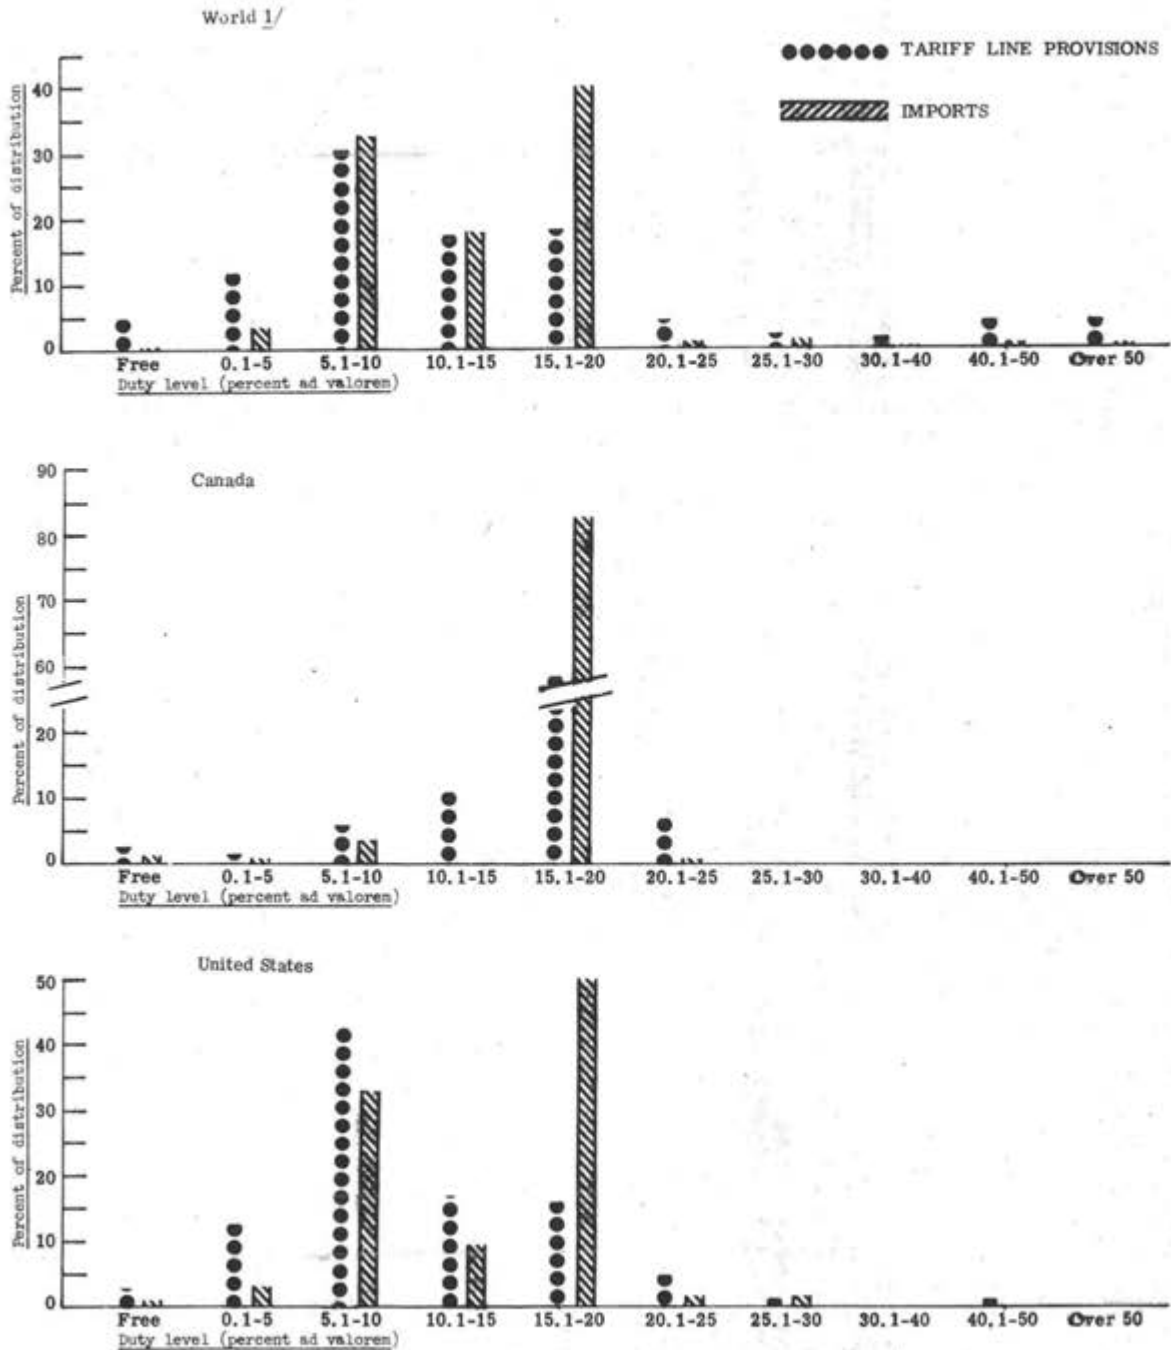 World 1/
TARIFF LINE PROVISIONS
IMPORTS
Percent of distribution
40
30
20
10
0
Free 0.1-5 5.1-10 10.1-15 15.1-20 20.1-25 25.1-30 30.1-40 40.1-50 Over 50
Duty level (percent ad valorem)
Canada
Percent of distribution
90
80
70
60
20
10
0
Free 0.1-5 5.1-10 10.1-15 15.1-20 20.1-25 25.1-30 30.1-40 40.1-50 Over 50
Duty level (percent ad valorem)
United States
Percent of distribution
50
40
30
20
10
0
Free 0.1-5 5.1-10 10.1-15 15.1-20 20.1-25 25.1-30 30.1-40 40.1-50 Over 50
Duty level (percent ad valorem)